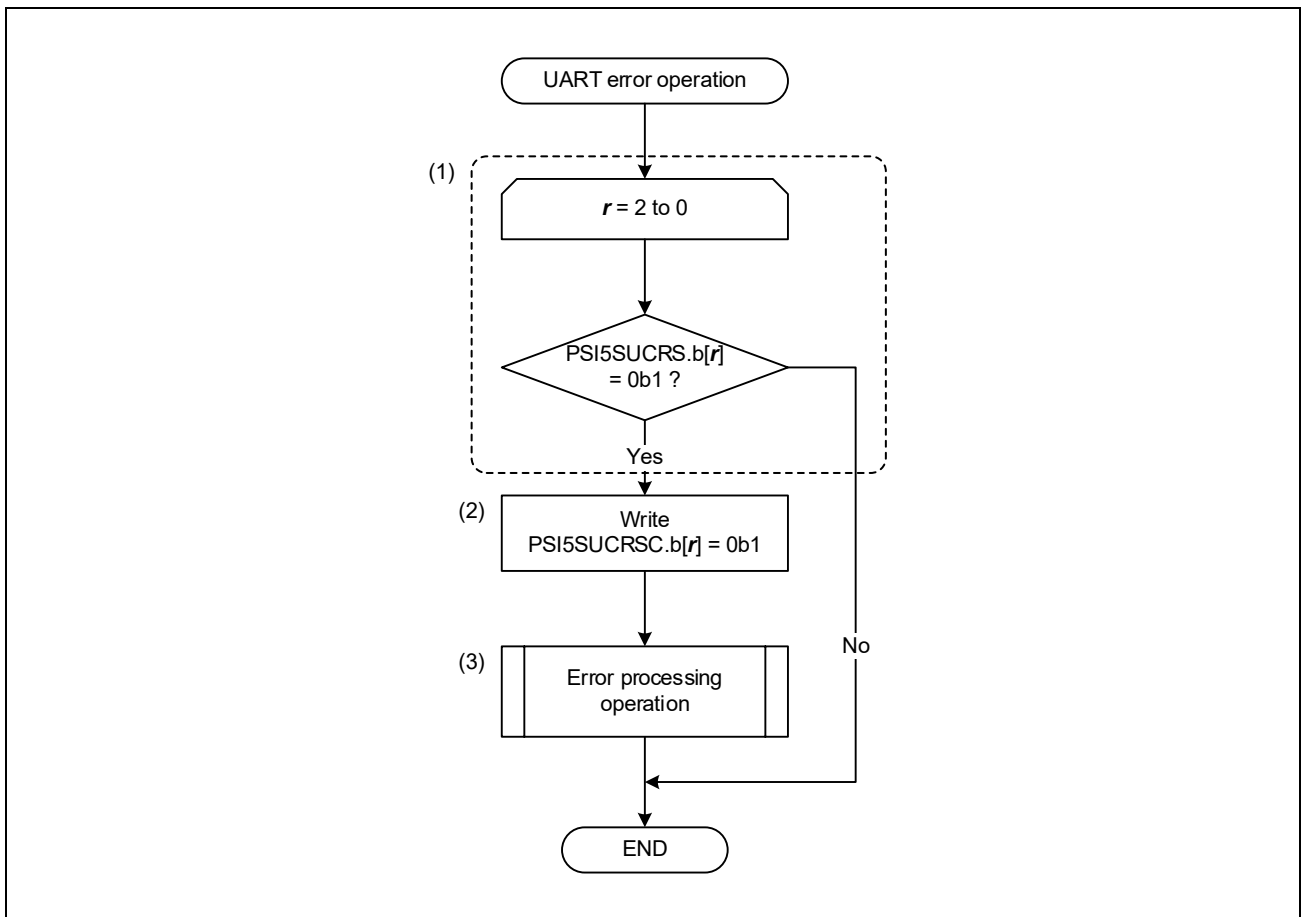 UART error operation
(1)
r = 2 to 0
PSI5SUCRS.b[r]
= 0b1 ?
Yes
(2)
Write
PSI5SUCRSC.b[r] = 0b1
No
(3)
Error processing
operation
END